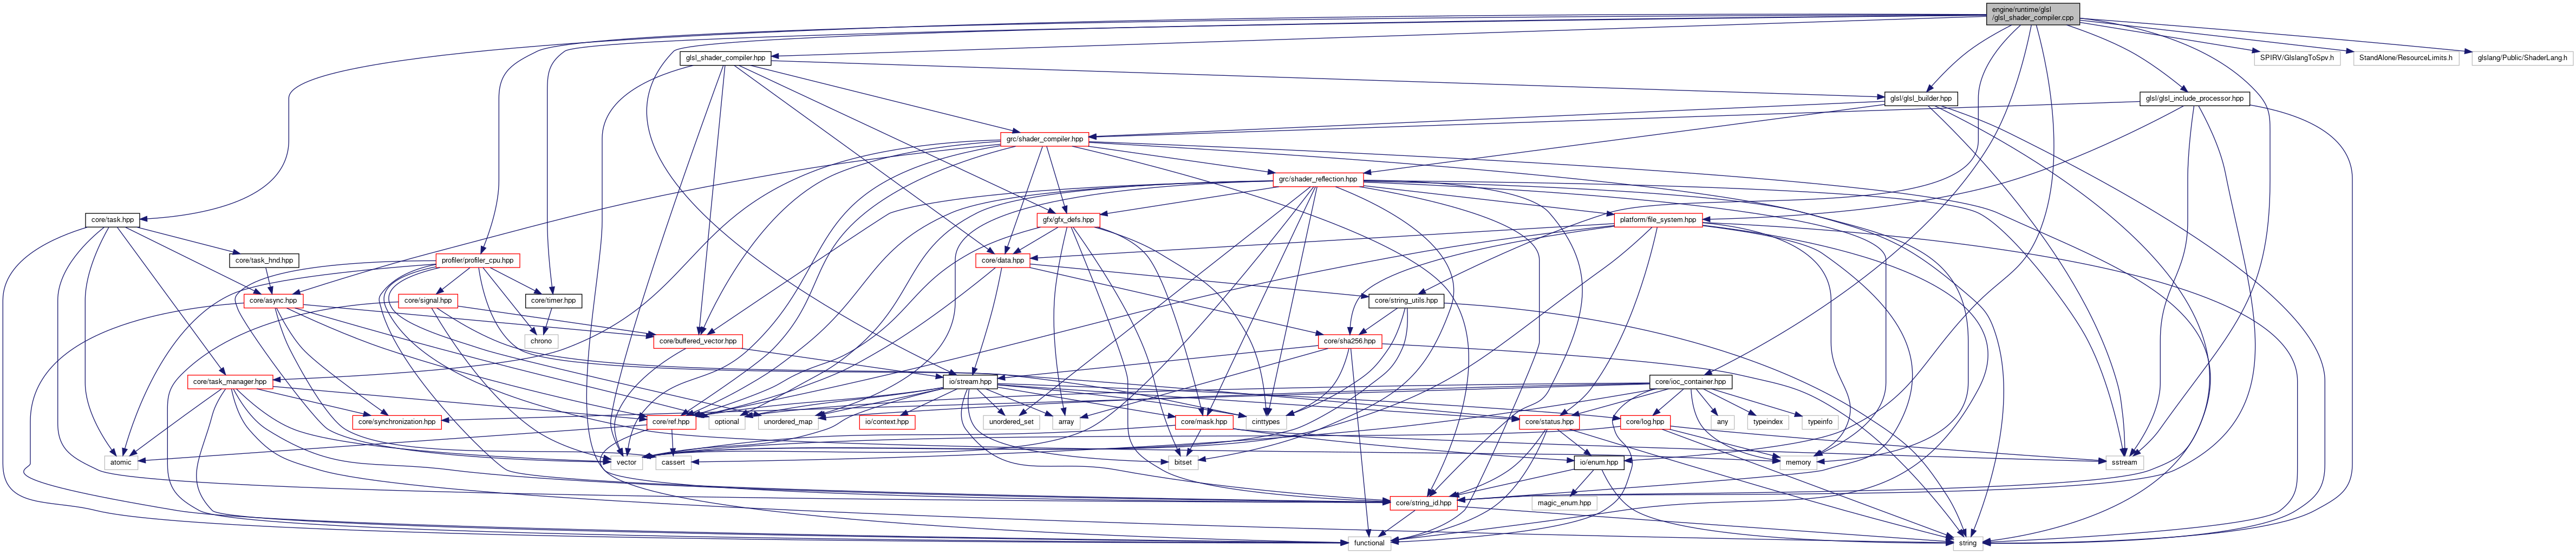 engine/runtime/glsl
/glsl_shader_compiler.cpp
glsl_shader_compiler.hpp
SPIRV/GlslangToSpv.h
StandAlone/ResourceLimits.h
glslang/Public/ShaderLang.h
glsl/glsl_builder.hpp
glsl/glsl_include_processor.hpp
grc/shader_compiler.hpp
grc/shader_reflection.hpp
core/task.hpp
gfx/gfx_defs.hpp
platform/file_system.hpp
core/task_hnd.hpp
profiler/profiler_cpu.hpp
core/data.hpp
core/async.hpp
core/signal.hpp
core/timer.hpp
core/string_utils.hpp
chrono
core/buffered_vector.hpp
core/sha256.hpp
core/task_manager.hpp
io/stream.hpp
core/ioc_container.hpp
core/synchronization.hpp
core/ref.hpp
optional
unordered_map
io/context.hpp
unordered_set
array
core/mask.hpp
cinttypes
core/status.hpp
core/log.hpp
any
typeindex
typeinfo
atomic
vector
cassert
bitset
io/enum.hpp
memory
sstream
core/string_id.hpp
magic_enum.hpp
functional
string